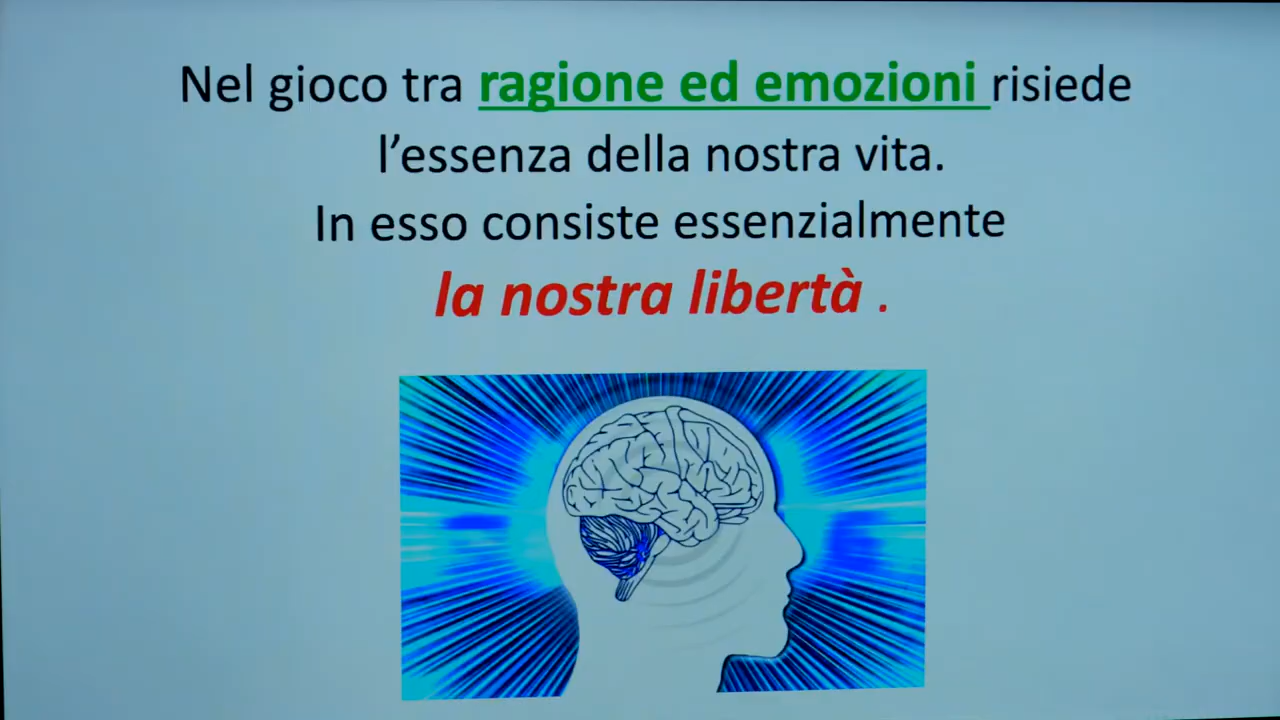 Nel gioco tra ragione ed emozioni risiede
l’essenza della nostra vita.
In esso consiste essenzialmente
la nostra libertà .